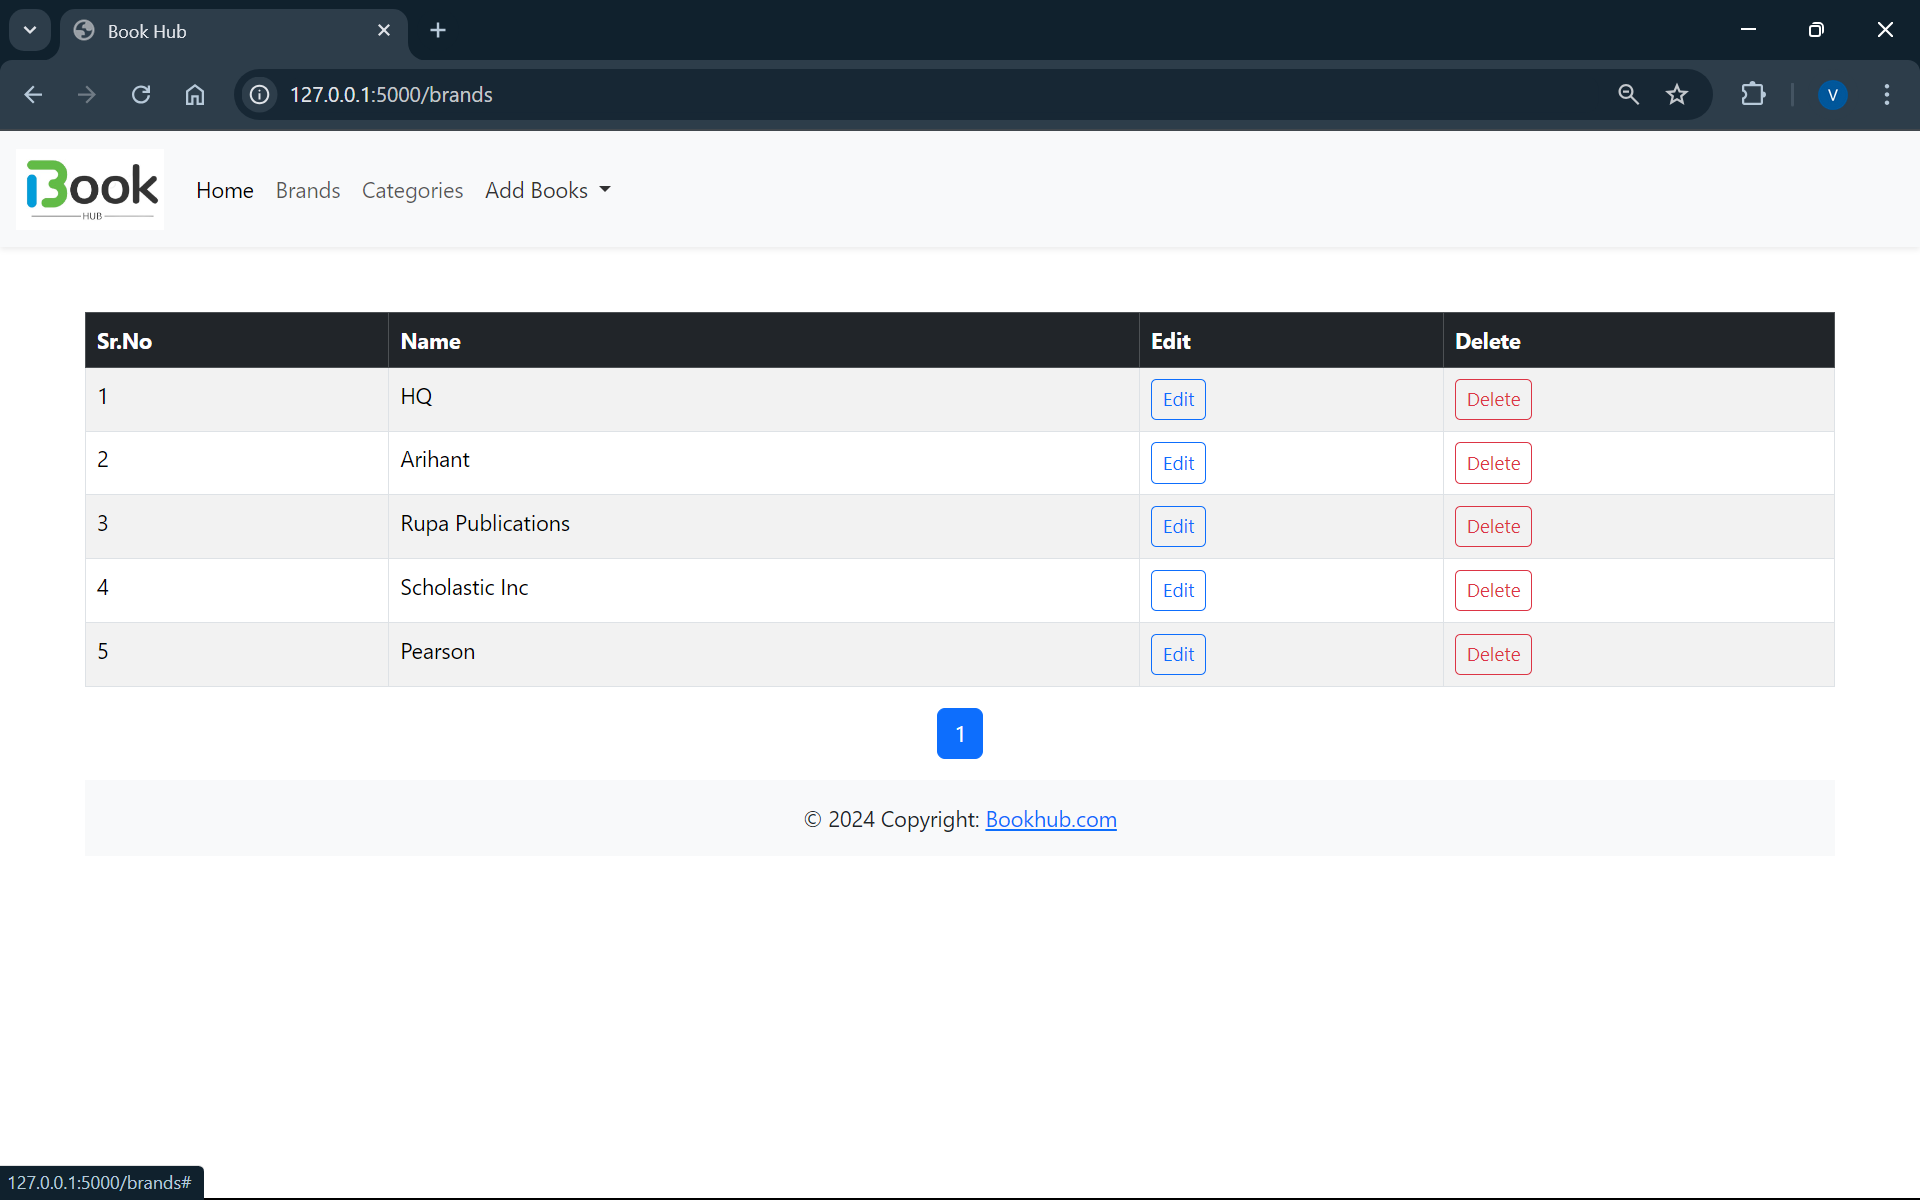 Book Hub
127.0.0.1:5000/brands
V
Book
HUB
Home Brands Categories Add Books
Sr.No Name Edit Delete
1 HQ Edit Delete
2 Arihant Edit Delete
3 Rupa Publications Edit Delete
4 Scholastic Inc Edit Delete
5 Pearson Edit Delete
1
© 2024 Copyright: Bookhub.com
127.0.0.1:5000/brands#